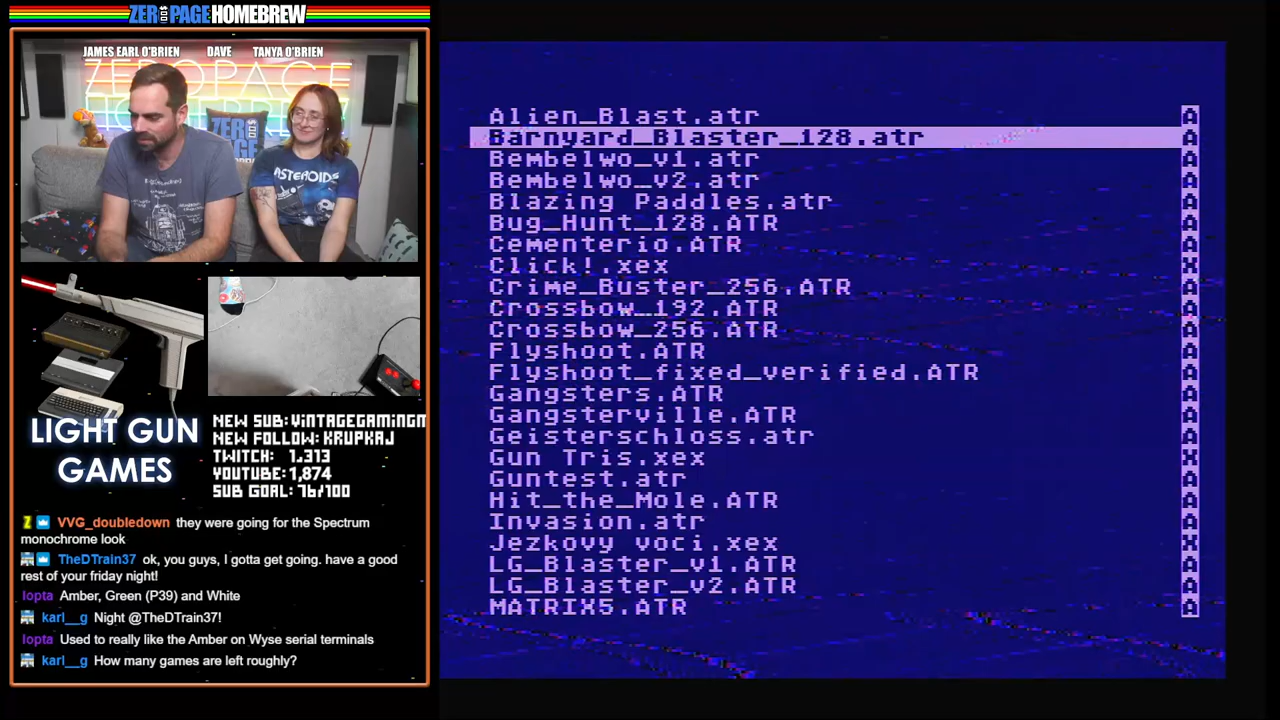 ZEROPAGE HOMEBREW
JAMES EARL O'BRIEN DAVE TANYA O'BRIEN
ZEROPAGE
ASTEROIDS
LIGHT GUN
GAMES
NEW SUB: VINTAGEGAMINGM
NEW FOLLOW: KRUPKAJ
TWITCH: 1,313
YOUTUBE: 1,874
SUB GOAL: 76/100
VVG_doubledown they were going for the Spectrum
monochrome look
TheDTrain37 ok, you guys, I gotta get going. have a good
rest of your friday night!
lopta Amber, Green (P39) and White
karl__g Night @TheDTrain37!
lopta Used to really like the Amber on Wyse serial terminals
karl__g How many games are left roughly?
Alien_Blast.atr A
Barnyard_Blaster_128.atr A
Bembelwo_v1.atr A
Bembelwo_v2.atr A
Blazing Paddles.atr A
Bug_Hunt_128.ATR A
Cementerio.ATR A
Click!.xex X
Crime_Buster_256.ATR A
Crossbow_192.ATR A
Crossbow_256.ATR A
Flyshoot.ATR A
Flyshoot_fixed_verified.ATR A
Gangsters.ATR A
Gangsterville.ATR A
Geisterschloss.atr A
Gun Tris.xex X
Guntest.atr A
Hit_the_Mole.ATR A
Invasion.atr A
Jezkovy voci.xex X
LG_Blaster_v1.ATR A
LG_Blaster_v2.ATR A
MATRIX5.ATR A